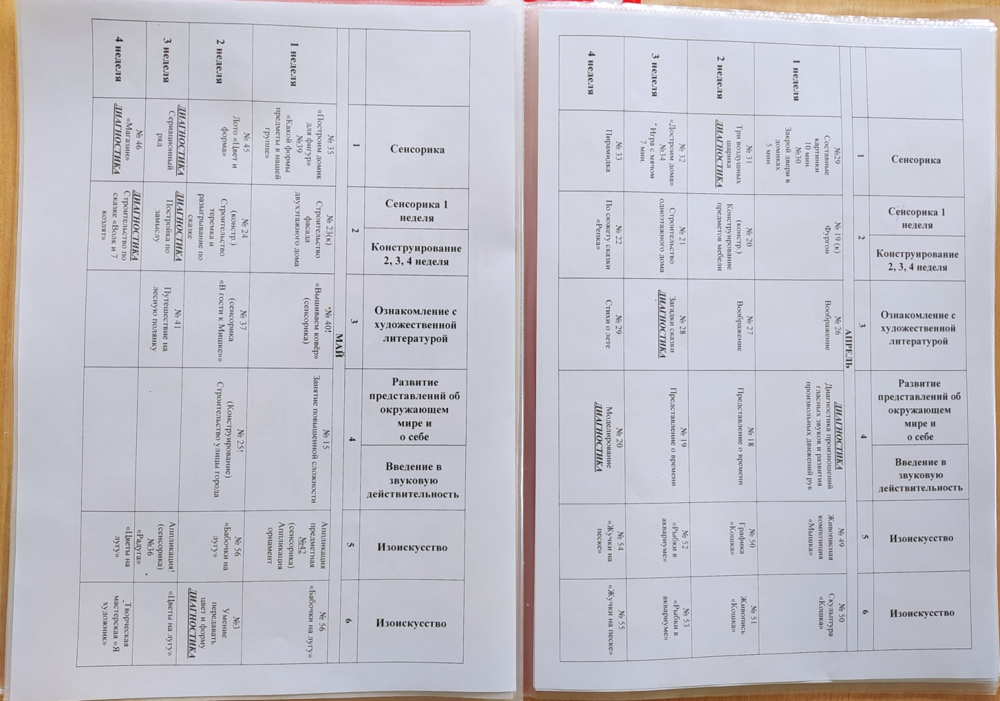 Сенсорика
Сенсорика 1
неделя
Конструирование
2, 3, 4 неделя
Ознакомление с
художественной
литературой
Развитие
представлений об
окружающем
мире и
о себе
Введение в
звуковую
действительность
Изоискусство
Изоискусство
1
2
3
4
5
6
МАЙ
1 неделя
№ 35
«Построим домик
для фигур»
№39
«Какой формы
предметы в нашей
группе»
№ 23(к)
Строительство
фасада
двухэтажного дома
№ 40!
«Вышиваем ковёр»
(сенсорика)
№ 15
Занятие повышенной сложности
Аппликация
предметная
№42
(сенсорика)
Аппликация
орнамент
№ 56
«Бабочки на лугу»
2 неделя
№ 45
Лото «Цвет и
форма»
№ 24
(констр.)
Строительство
теремка и
разыгрывание по
сказке
№ 37
(сенсорика
«В гости к Мишке»»
№ 25!
(Конструирование)
Строительство улицы города
№ 56
«Бабочки на
лугу»
№3
Умение
передавать
цвет и форму
ДИАГНОСТИКА
3 неделя
ДИАГНОСТИКА
Сериационный
ряд
ДИАГНОСТИКА
Постройка по
замыслу
№ 41
Путешествие на
лесную полянку
Аппликация!
(сенсорика)
№36
«Радуга»
«Цветы на лугу»
4 неделя
№ 46
«Магазин»
ДИАГНОСТИКА
ДИАГНОСТИКА
Строительство по
сказке «Волк и 7
козлят»
«Цветы на
лугу»
Творческая
мастерская «Я
художник»
Сенсорика
Сенсорика 1
неделя
Конструирование
2, 3, 4 неделя
Ознакомление с
художественной
литературой
Развитие
представлений об
окружающем
мире и
о себе
Введение в
звуковую
действительность
Изоискусство
Изоискусство
1
2
3
4
5
6
АПРЕЛЬ
1 неделя
№29
Составные
картинки
10 мин.
№30
Закрой двери в
домиках
5 мин.
№ 19 (к)
Фургон
№ 26
Воображение
ДИАГНОСТИКА
Диагностика произношений
гласных звуков и развития
произвольных движений рук
№ 49
Живописная
композиция
«Мышка»
№ 50
Скульптура
«Кошка»
2 неделя
№ 31
Три воздушных
шарика
ДИАГНОСТИКА
№ 20
(констр.)
Конструирование
предметов мебели
№ 27
Воображение
№ 18
Представление о времени
№ 50
Графика
«Кошка»
№ 51
Живопись
«Кошка»
3 неделя
№ 32
«Достроим дома»
№34
"Игра с мячом
7 мин.
№ 21
Строительство
одноэтажного дома
№ 28
Загадки сказки
ДИАГНОСТИКА
№ 19
Представление о времени
№ 52
«Рыбки в
аквариуме»
№ 53
«Рыбки в
аквариуме»
4 неделя
№ 33
Пирамидка
№ 22
По сюжету сказки
«Репка»
№ 29
Стихи о лете
№ 20
Моделирование
ДИАГНОСТИКА
№ 54
«Жучки на
песке»
№ 55
«Жучки на песке»